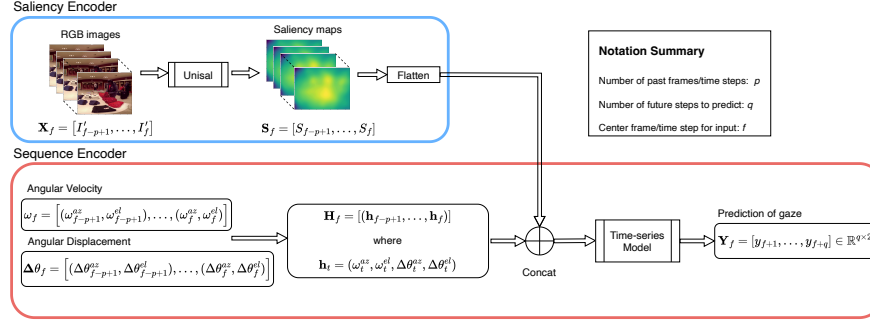 Saliency Encoder
RGB images
Unisal
Saliency maps
Flatten
X_f = [I'_{f-p+1}, ..., I'_f]
S_f = [S_{f-p+1}, ..., S_f]
Notation Summary
Number of past frames/time steps: p
Number of future steps to predict: q
Center frame/time step for input: f
Sequence Encoder
Angular Velocity
ω_f = [(ω^{az}_{f-p+1}, ω^{el}_{f-p+1}), ..., (ω^{az}_f, ω^{el}_f)]
Angular Displacement
Δθ_f = [(Δθ^{az}_{f-p+1}, Δθ^{el}_{f-p+1}), ..., (Δθ^{az}_f, Δθ^{el}_f)]
H_f = [(h_{f-p+1}, ..., h_f)]
where
h_t = (ω^{az}_t, ω^{el}_t, Δθ^{az}_t, Δθ^{el}_t)
Concat
Time-series
Model
Prediction of gaze
Y_f = [y_{f+1}, ..., y_{f+q}] ∈ ℝ^{q×2}